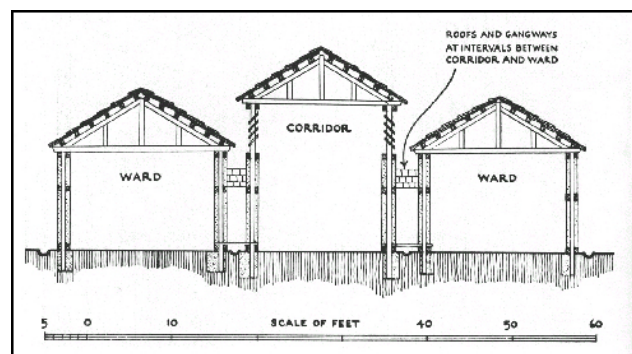 ROOFS AND GANGWAYS
AT INTERVALS BETWEEN
CORRIDOR AND WARD
CORRIDOR
WARD
WARD
5 0 10 SCALE OF FEET 40 50 60